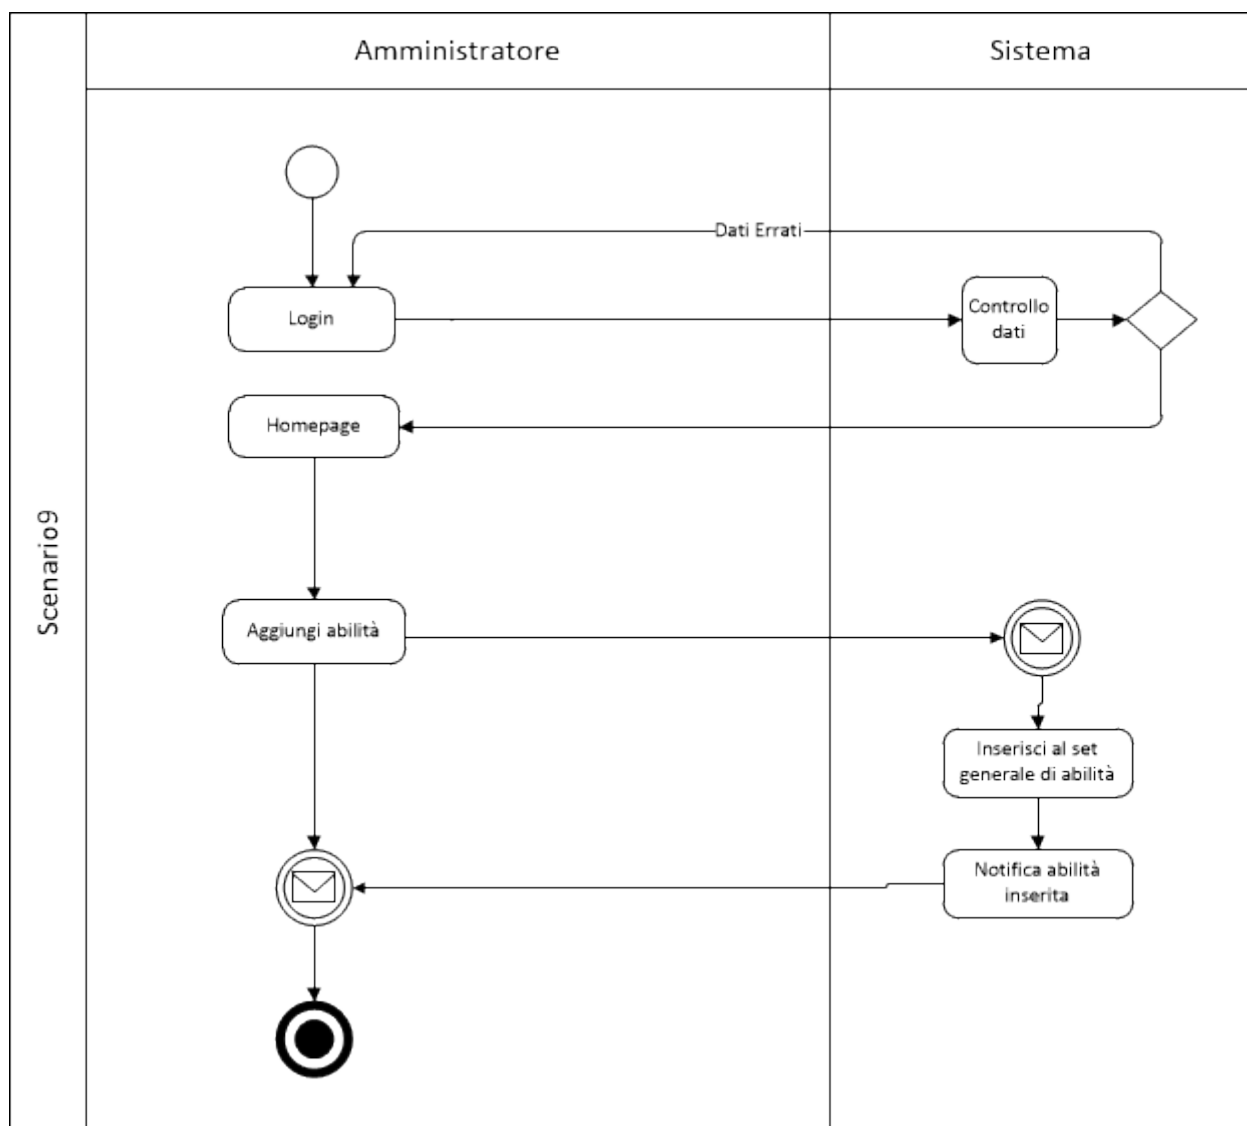 Amministratore
Sistema
Scenario9
Dati Errati
Login
Controllo
dati
Homepage
Aggiungi abilità
Inserisci al set
generale di abilità
Notifica abilità
inserita